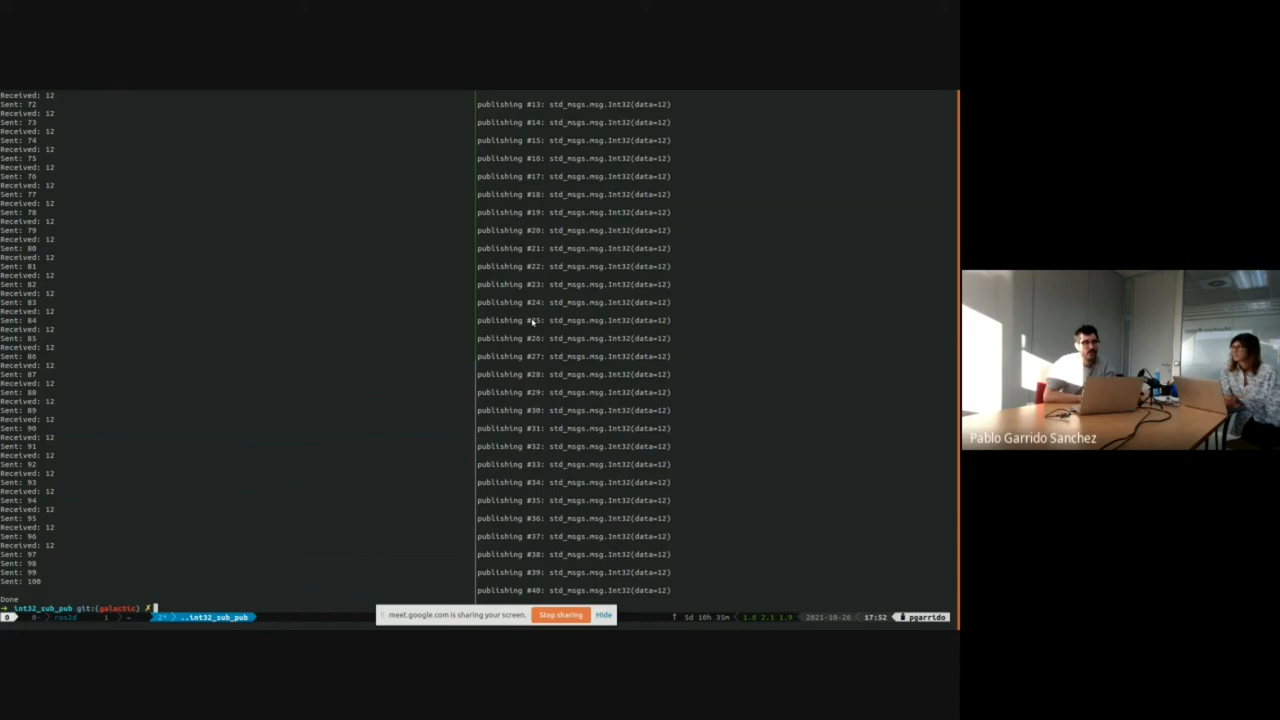 Received: 12
Sent: 72
Received: 12
Sent: 73
Received: 12
Sent: 74
Received: 12
Sent: 75
Received: 12
Sent: 76
Received: 12
Sent: 77
Received: 12
Sent: 78
Received: 12
Sent: 79
Received: 12
Sent: 80
Received: 12
Sent: 81
Received: 12
Sent: 82
Received: 12
Sent: 83
Received: 12
Sent: 84
Received: 12
Sent: 85
Received: 12
Sent: 86
Received: 12
Sent: 87
Received: 12
Sent: 88
Received: 12
Sent: 89
Received: 12
Sent: 90
Received: 12
Sent: 91
Received: 12
Sent: 92
Received: 12
Sent: 93
Received: 12
Sent: 94
Received: 12
Sent: 95
Received: 12
Sent: 96
Received: 12
Sent: 97
Sent: 98
Sent: 99
Sent: 100
Done
→ int32_sub_pub git:(galactic) ✗
publishing #13: std_msgs.msg.Int32(data=12)
publishing #14: std_msgs.msg.Int32(data=12)
publishing #15: std_msgs.msg.Int32(data=12)
publishing #16: std_msgs.msg.Int32(data=12)
publishing #17: std_msgs.msg.Int32(data=12)
publishing #18: std_msgs.msg.Int32(data=12)
publishing #19: std_msgs.msg.Int32(data=12)
publishing #20: std_msgs.msg.Int32(data=12)
publishing #21: std_msgs.msg.Int32(data=12)
publishing #22: std_msgs.msg.Int32(data=12)
publishing #23: std_msgs.msg.Int32(data=12)
publishing #24: std_msgs.msg.Int32(data=12)
publishing #25: std_msgs.msg.Int32(data=12)
publishing #26: std_msgs.msg.Int32(data=12)
publishing #27: std_msgs.msg.Int32(data=12)
publishing #28: std_msgs.msg.Int32(data=12)
publishing #29: std_msgs.msg.Int32(data=12)
publishing #30: std_msgs.msg.Int32(data=12)
publishing #31: std_msgs.msg.Int32(data=12)
publishing #32: std_msgs.msg.Int32(data=12)
publishing #33: std_msgs.msg.Int32(data=12)
publishing #34: std_msgs.msg.Int32(data=12)
publishing #35: std_msgs.msg.Int32(data=12)
publishing #36: std_msgs.msg.Int32(data=12)
publishing #37: std_msgs.msg.Int32(data=12)
publishing #38: std_msgs.msg.Int32(data=12)
publishing #39: std_msgs.msg.Int32(data=12)
publishing #40: std_msgs.msg.Int32(data=12)
meet.google.com is sharing your screen. Stop sharing Hide
0 ..int32_sub_pub ↑ 5d 10h 35m 1.6 2.1 1.9 2021-10-26 17:52 pgarrido
Pablo Garrido Sanchez